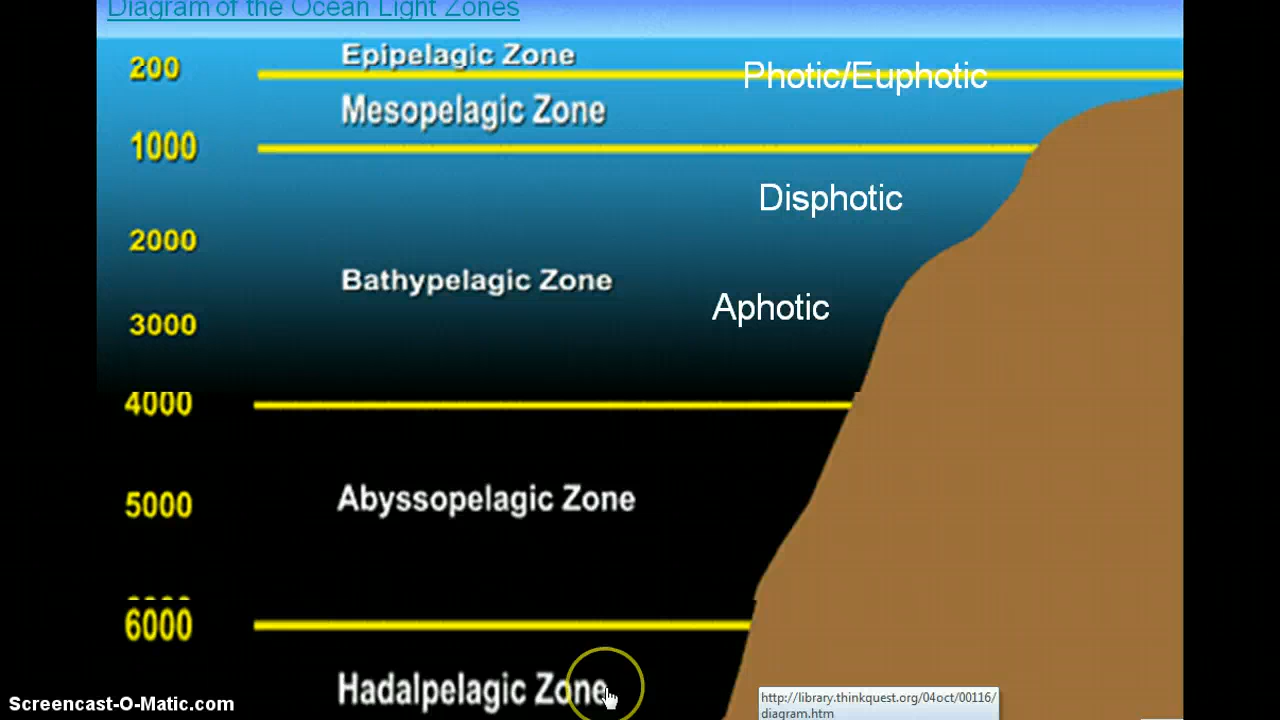 Diagram of the Ocean Light Zones
Epipelagic Zone
200
Photic/Euphotic
Mesopelagic Zone
1000
Disphotic
2000
Bathypelagic Zone
Aphotic
3000
4000
Abyssopelagic Zone
5000
6000
Hadalpelagic Zone
http://library.thinkquest.org/04oct/00116/
diagram.htm
Screencast-O-Matic.com